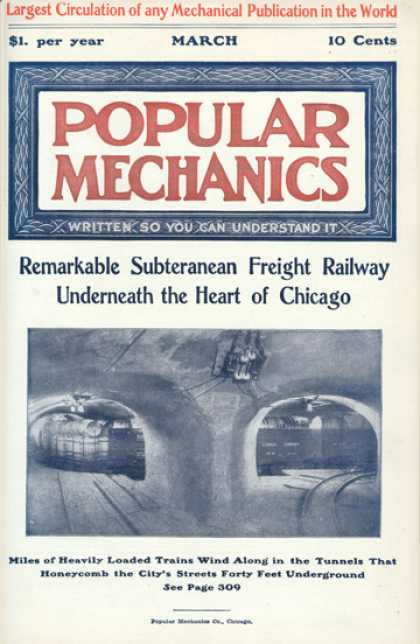 Largest Circulation of any Mechanical Publication in the World
$1. per year MARCH 10 Cents
POPULAR
MECHANICS
WRITTEN SO YOU CAN UNDERSTAND IT
Remarkable Subteranean Freight Railway
Underneath the Heart of Chicago
Miles of Heavily Loaded Trains Wind Along in the Tunnels That
Honeycomb the City's Streets Forty Feet Underground
See Page 309
Popular Mechanics Co., Chicago.